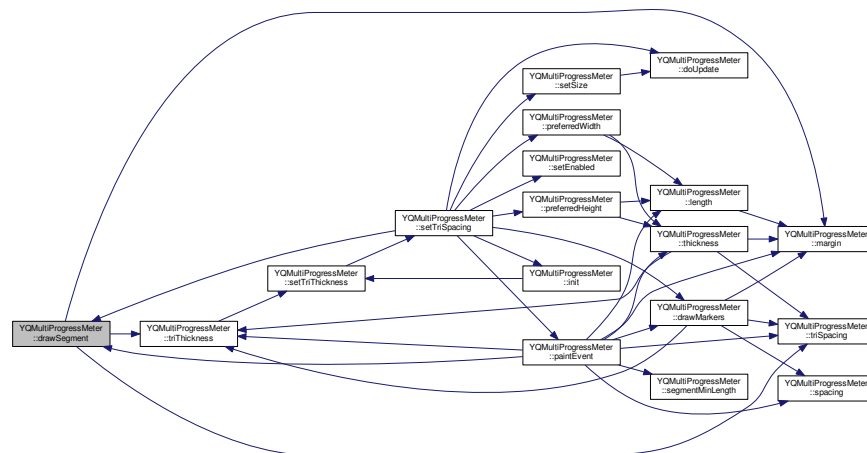 YQMultiProgressMeter
::drawSegment
YQMultiProgressMeter
::triThickness
YQMultiProgressMeter
::setTriThickness
YQMultiProgressMeter
::setTriSpacing
YQMultiProgressMeter
::setSize
YQMultiProgressMeter
::preferredWidth
YQMultiProgressMeter
::setEnabled
YQMultiProgressMeter
::preferredHeight
YQMultiProgressMeter
::init
YQMultiProgressMeter
::paintEvent
YQMultiProgressMeter
::doUpdate
YQMultiProgressMeter
::length
YQMultiProgressMeter
::thickness
YQMultiProgressMeter
::drawMarkers
YQMultiProgressMeter
::segmentMinLength
YQMultiProgressMeter
::margin
YQMultiProgressMeter
::triSpacing
YQMultiProgressMeter
::spacing